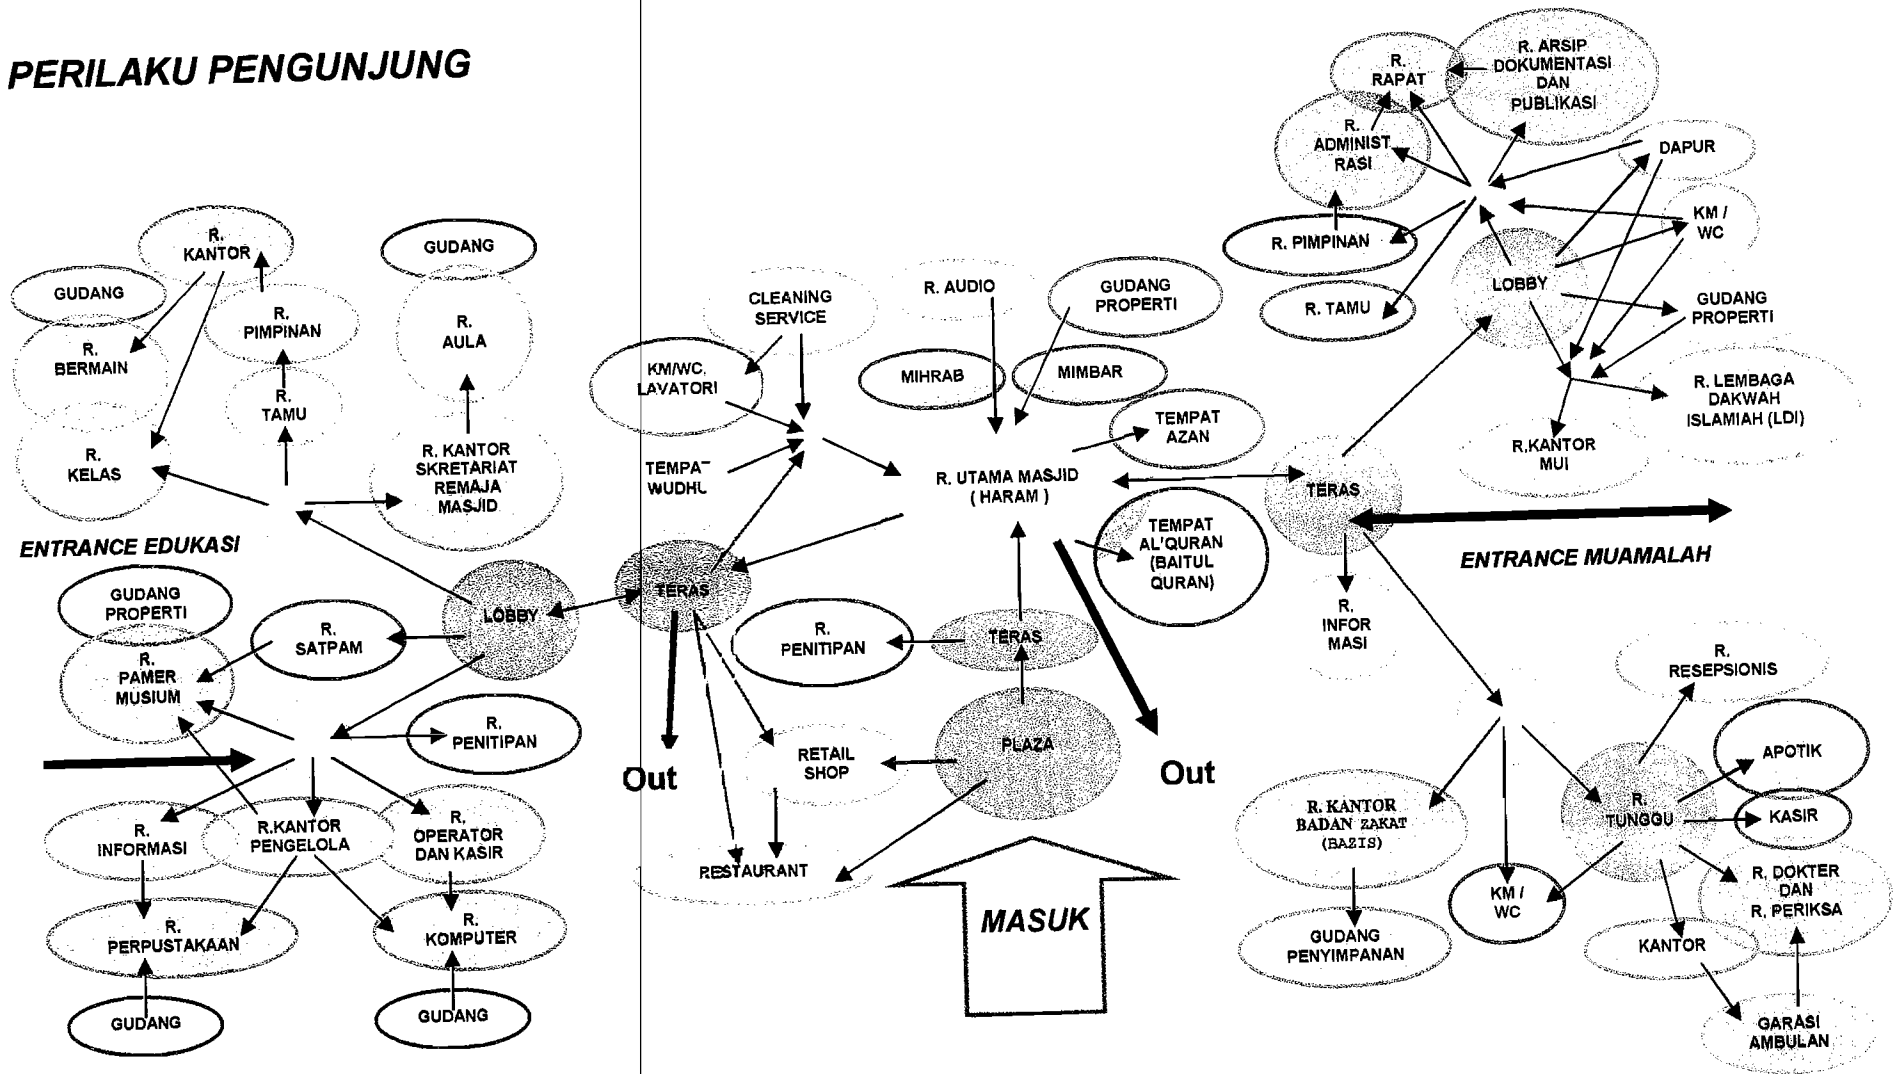 PERILAKU PENGUNJUNG
R.
KANTOR
GUDANG
R.
BERMAIN
R.
PIMPINAN
R.
TAMU
R.
KELAS
GUDANG
R.
AULA
R. KANTOR
SKRETARIAT
REMAJA
MASJID
ENTRANCE EDUKASI
GUDANG
PROPERTI
R.
PAMER
MUSIUM
R.
SATPAM
LOBBY
R.
PENITIPAN
R.
INFORMASI
R.KANTOR
PENGELOLA
R,
OPERATOR
DAN KASIR
R.
PERPUSTAKAAN
R.
KOMPUTER
GUDANG
GUDANG
CLEANING
SERVICE
KM/WC,
LAVATORI
TEMPAT
WUDHU
R. AUDIO
GUDANG
PROPERTI
MIHRAB
MIMBAR
TEMPAT
AZAN
R. UTAMA MASJID
( HARAM )
TEMPAT
AL'QURAN
(BAITUL
QURAN)
TERAS
R.
PENITIPAN
TERAS
PLAZA
Out
RETAIL
SHOP
Out
RESTAURANT
MASUK
R.
RAPAT
R. ARSIP
DOKUMENTASI
DAN
PUBLIKASI
R.
ADMINIST
RASI
DAPUR
KM /
WC
R. PIMPINAN
R. TAMU
LOBBY
GUDANG
PROPERTI
R. LEMBAGA
DAKWAH
ISLAMIAH (LDI)
R,KANTOR
MUI
TERAS
ENTRANCE MUAMALAH
R.
INFOR
MASI
R.
RESEPSIONIS
APOTIK
R.
TUNGGU
KASIR
R. KANTOR
BADAN ZAKAT
(BAZIS)
KM /
WC
R. DOKTER
DAN
R. PERIKSA
GUDANG
PENYIMPANAN
KANTOR
GARASI
AMBULAN